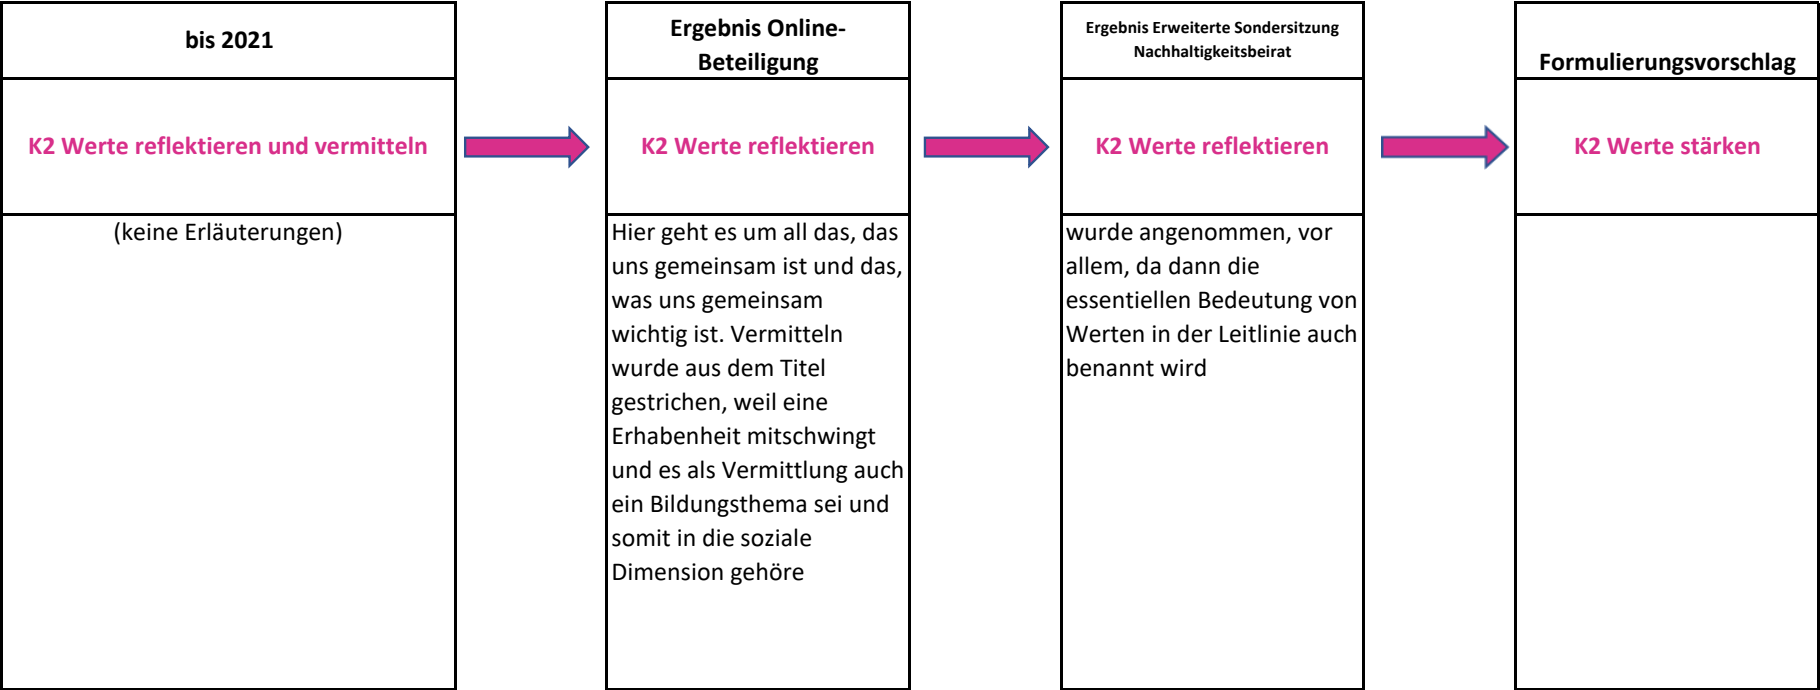 bis 2021
K2 Werte reflektieren und vermitteln
(keine Erläuterungen)
Ergebnis Online-
Beteiligung
K2 Werte reflektieren
Hier geht es um all das, das
uns gemeinsam ist und das,
was uns gemeinsam
wichtig ist. Vermitteln
wurde aus dem Titel
gestrichen, weil eine
Erhabenheit mitschwingt
und es als Vermittlung auch
ein Bildungsthema sei und
somit in die soziale
Dimension gehöre
Ergebnis Erweiterte Sondersitzung
Nachhaltigkeitsbeirat
K2 Werte reflektieren
wurde angenommen, vor
allem, da dann die
essentiellen Bedeutung von
Werten in der Leitlinie auch
benannt wird
Formulierungsvorschlag
K2 Werte stärken